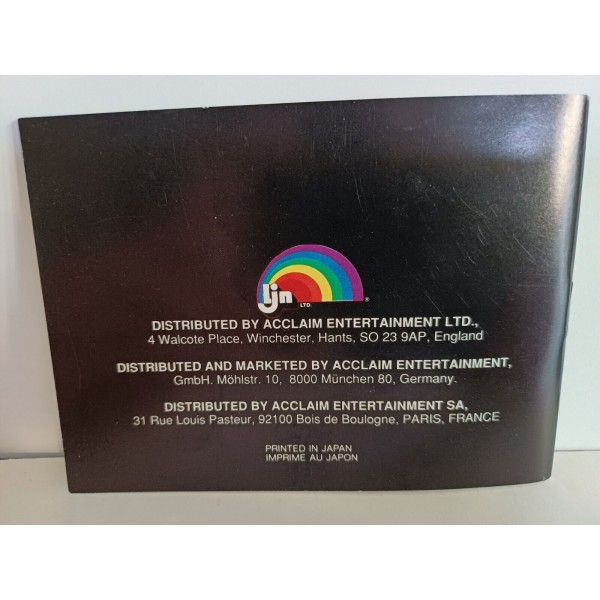 ljn
LTD.
®
DISTRIBUTED BY ACCLAIM ENTERTAINMENT LTD.,
4 Walcote Place, Winchester, Hants, SO 23 9AP, England
DISTRIBUTED AND MARKETED BY ACCLAIM ENTERTAINMENT,
GmbH. Möhlstr. 10, 8000 München 80, Germany.
DISTRIBUTED BY ACCLAIM ENTERTAINMENT SA,
31 Rue Louis Pasteur, 92100 Bois de Boulogne, PARIS, FRANCE
PRINTED IN JAPAN
IMPRIME AU JAPON